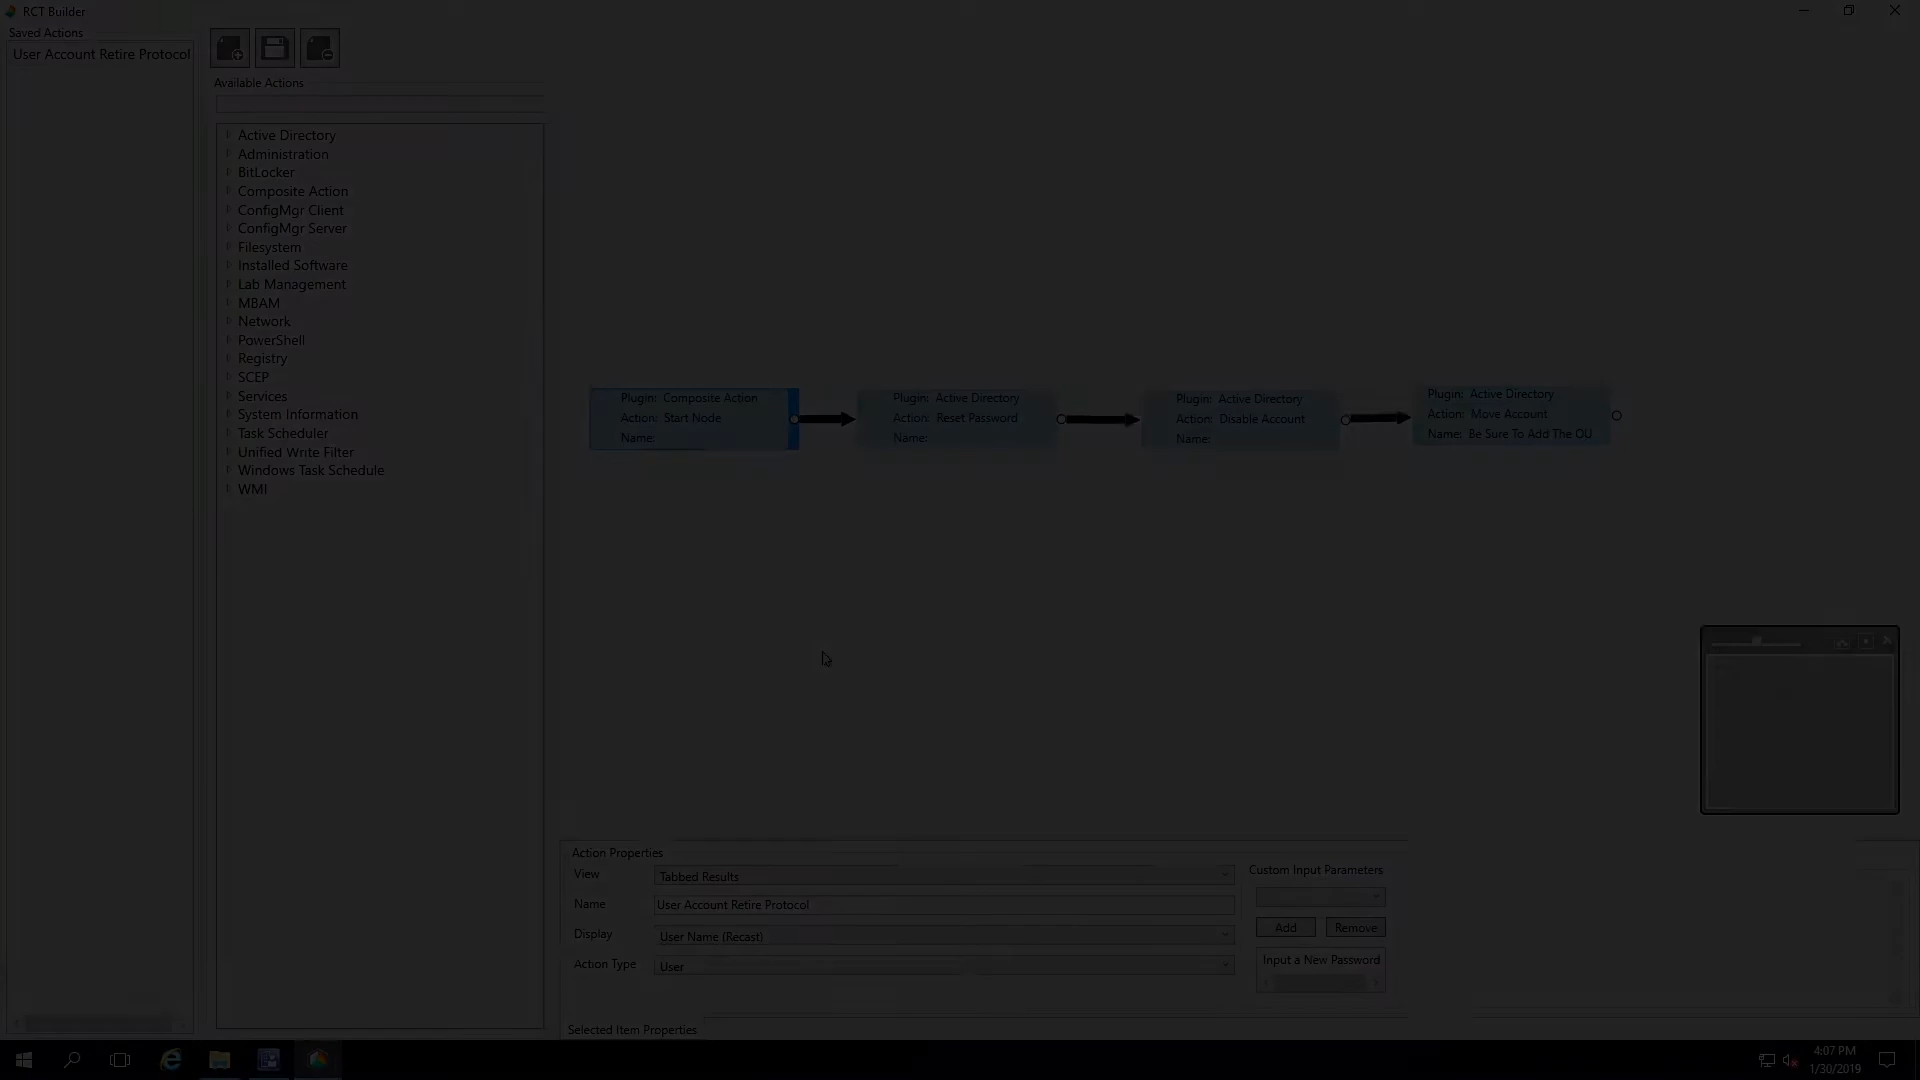 RCT Builder
Saved Actions
User Account Retire Protocol
Available Actions
Active Directory
Administration
BitLocker
Composite Action
ConfigMgr Client
ConfigMgr Server
Filesystem
Installed Software
Lab Management
MBAM
Network
PowerShell
Registry
SCEP
Services
System Information
Task Scheduler
Unified Write Filter
Windows Task Schedule
WMI
Plugin: Composite Action
Action: Start Node
Name:
Plugin: Active Directory
Action: Reset Password
Name:
Plugin: Active Directory
Action: Disable Account
Name:
Plugin: Active Directory
Action: Move Account
Name: Be Sure To Add The OU
Action Properties
View Tabbed Results
Name User Account Retire Protocol
Display User Name (Recast)
Action Type User
Custom Input Parameters
Add Remove
Input a New Password
Selected Item Properties
4:07 PM
1/30/2019